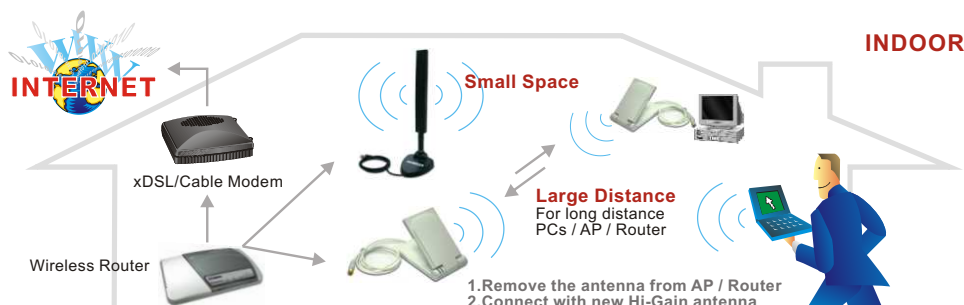 INDOOR
WWW
INTERNET
Small Space
xDSL/Cable Modem
Large Distance
For long distance
PCs / AP / Router
Wireless Router
1.Remove the antenna from AP / Router
2.Connect with new Hi-Gain antenna